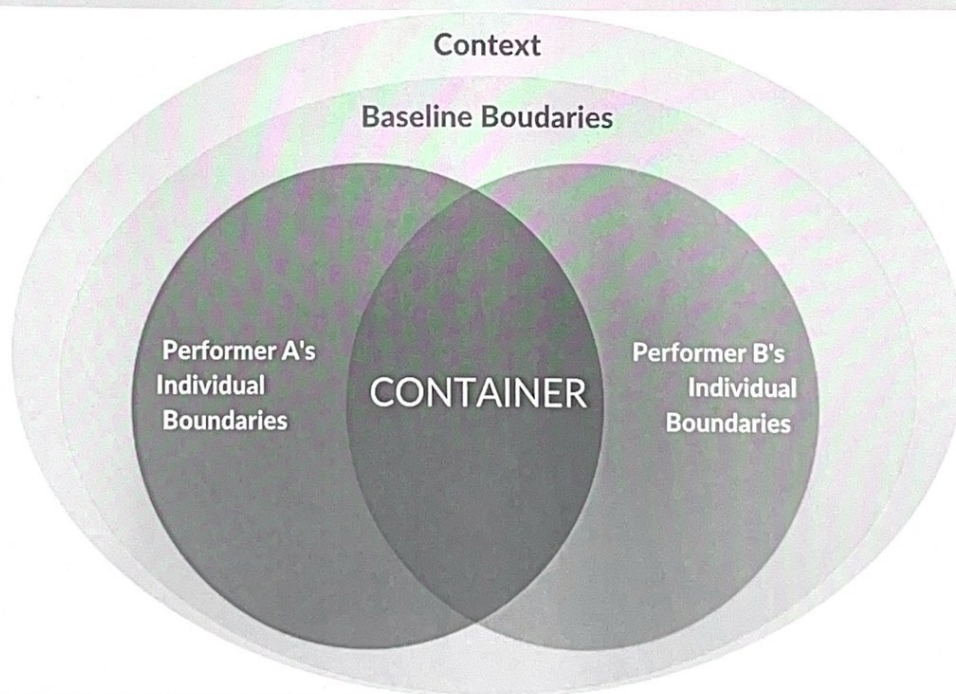 Context
Baseline Boudaries
Performer A's
Individual
Boundaries
CONTAINER
Performer B's
Individual
Boundaries